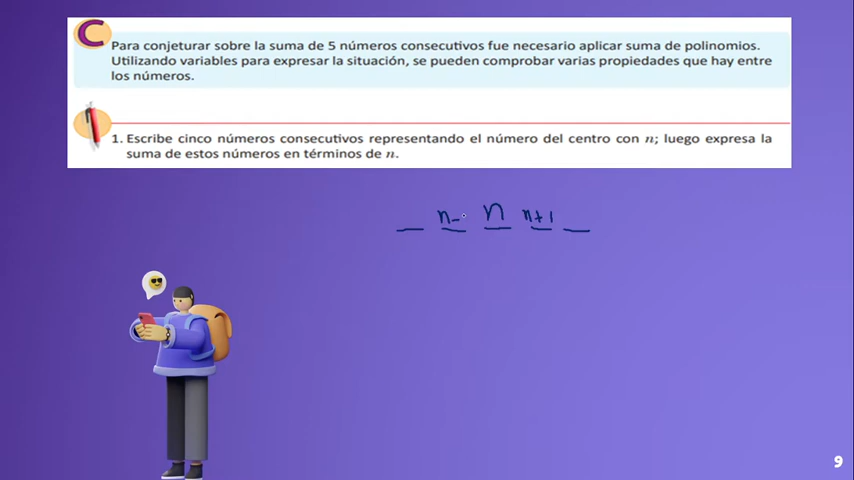 C
Para conjeturar sobre la suma de 5 números consecutivos fue necesario aplicar suma de polinomios.
Utilizando variables para expresar la situación, se pueden comprobar varias propiedades que hay entre
los números.
1. Escribe cinco números consecutivos representando el número del centro con n; luego expresa la
suma de estos números en términos de n.
n- n n+1
9